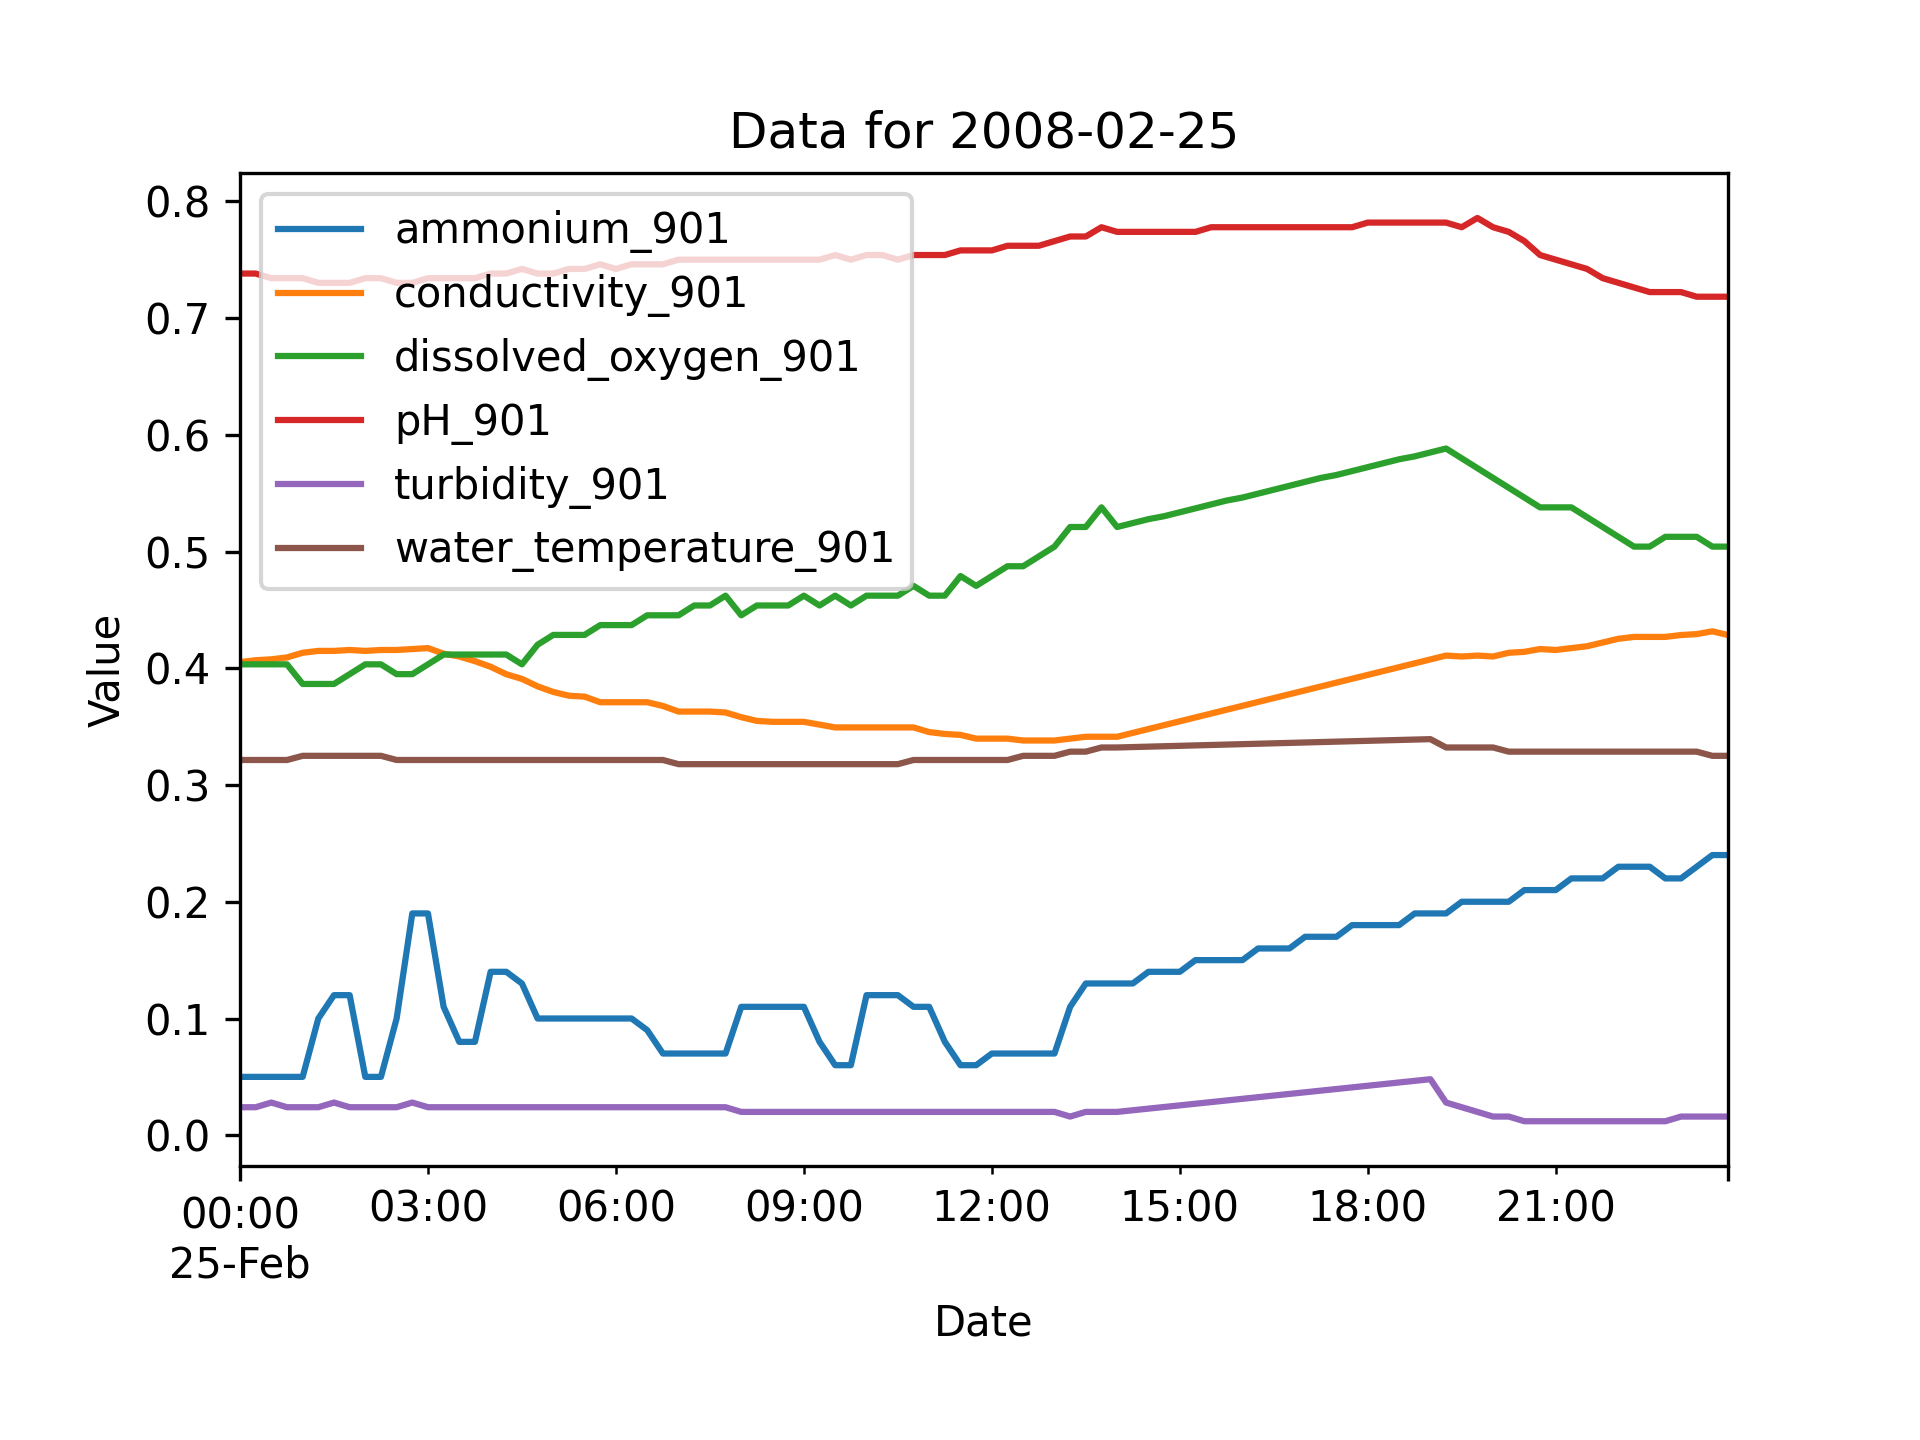 Data for 2008-02-25
0.8
0.7
0.6
0.5
0.4
0.3
0.2
0.1
0.0
Value
ammonium_901
conductivity_901
dissolved_oxygen_901
pH_901
turbidity_901
water_temperature_901
00:00 03:00 06:00 09:00 12:00 15:00 18:00 21:00
25-Feb
Date